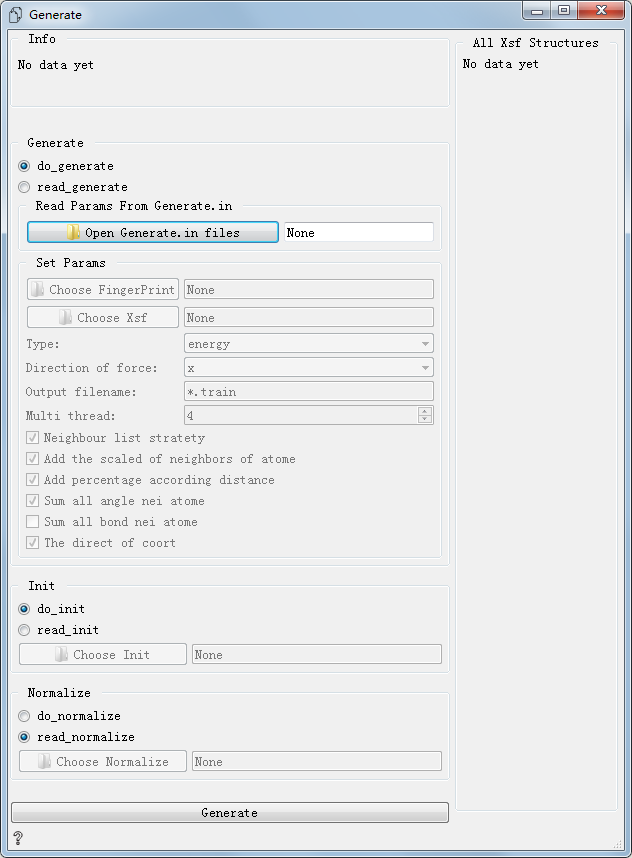 Generate
Info
No data yet
Generate
do_generate
read_generate
Read Params From Generate.in
Open Generate.in files None
Set Params
Choose FingerPrint None
Choose Xsf None
Type: energy
Direction of force: x
Output filename: *.train
Multi thread: 4
Neighbour list stratety
Add the scaled of neighbors of atome
Add percentage according distance
Sum all angle nei atome
Sum all bond nei atome
The direct of coort
Init
do_init
read_init
Choose Init None
Normalize
do_normalize
read_normalize
Choose Normalize None
Generate
?
All Xsf Structures
No data yet